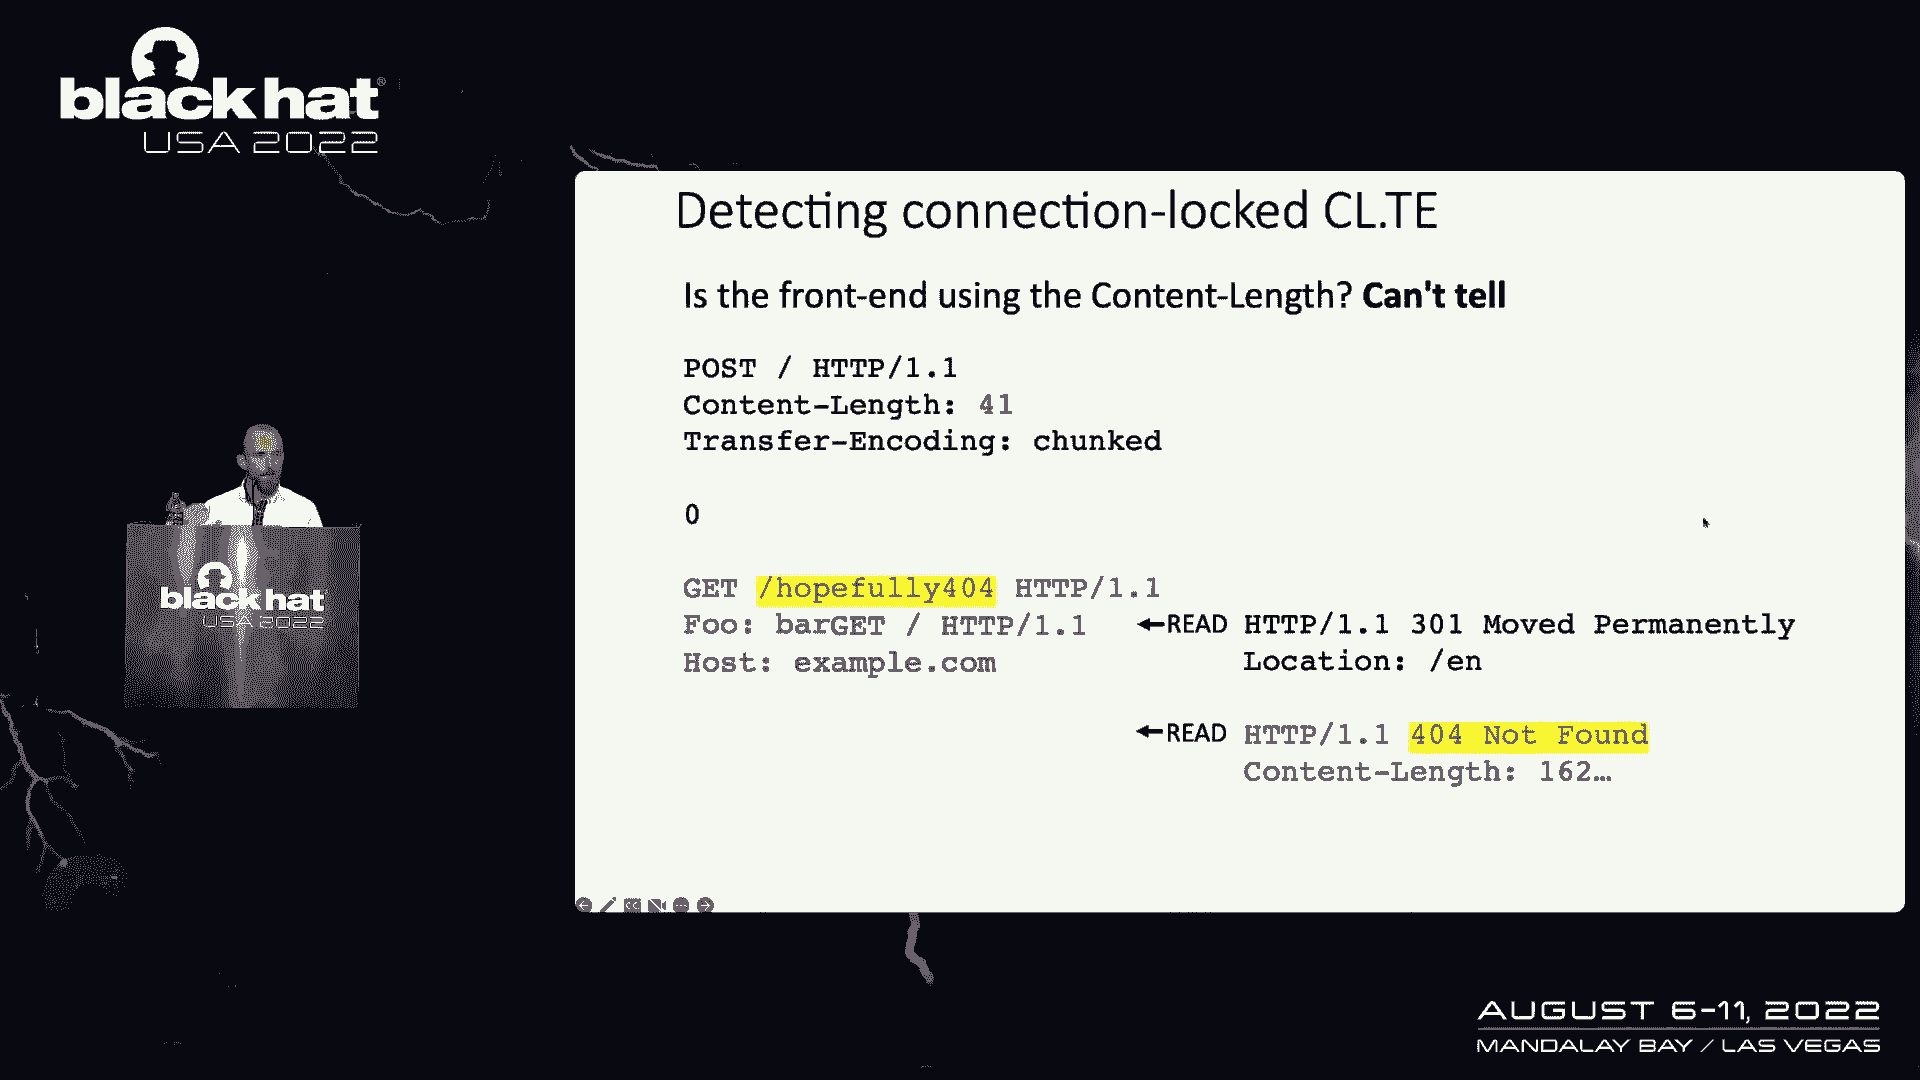 black hat®
USA 2022
Detecting connection-locked CL.TE
Is the front-end using the Content-Length? Can't tell
POST / HTTP/1.1
Content-Length: 41
Transfer-Encoding: chunked
0
GET /hopefully404 HTTP/1.1
Foo: barGET / HTTP/1.1
Host: example.com
←READ HTTP/1.1 301 Moved Permanently
Location: /en
←READ HTTP/1.1 404 Not Found
Content-Length: 162…
CC
black hat
USA 2022
AUGUST 6-11, 2022
MANDALAY BAY / LAS VEGAS